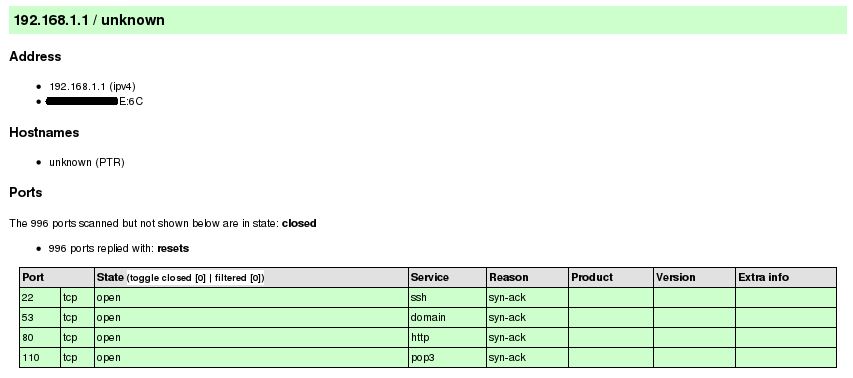 192.168.1.1 / unknown
Address
192.168.1.1 (ipv4)
E:6C
Hostnames
unknown (PTR)
Ports
The 996 ports scanned but not shown below are in state: closed
996 ports replied with: resets
Port State (toggle closed [0] | filtered [0]) Service Reason Product Version Extra info
22 tcp open ssh syn-ack
53 tcp open domain syn-ack
80 tcp open http syn-ack
110 tcp open pop3 syn-ack